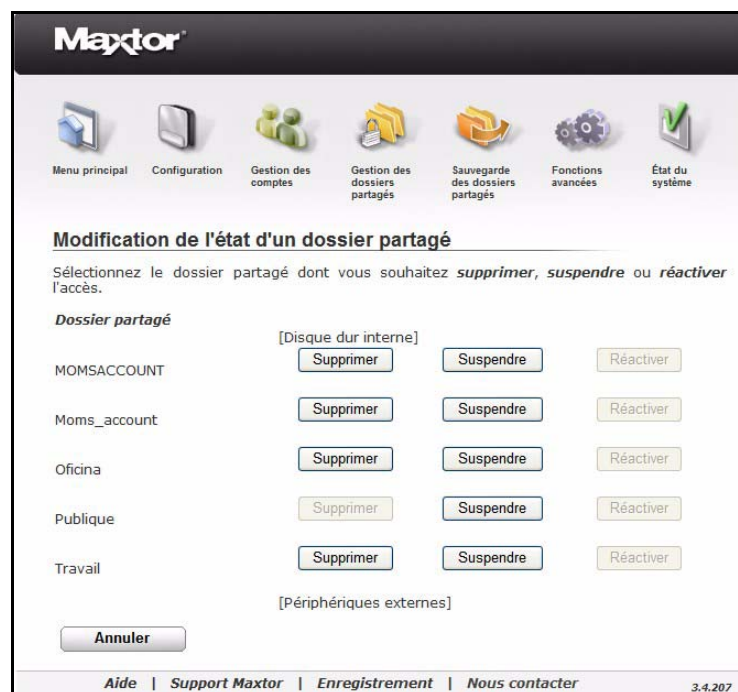 Maxtor
Menu principal
Configuration
Gestion des
comptes
Gestion des
dossiers
partagés
Sauvegarde
des dossiers
partagés
Fonctions
avancées
État du
système
Modification de l'état d'un dossier partagé
Sélectionnez le dossier partagé dont vous souhaitez supprimer, suspendre ou réactiver
l'accès.
Dossier partagé
[Disque dur interne]
MOMSACCOUNT Supprimer Suspendre Réactiver
Moms_account Supprimer Suspendre Réactiver
Oficina Supprimer Suspendre Réactiver
Publique Supprimer Suspendre Réactiver
Travail Supprimer Suspendre Réactiver
[Périphériques externes]
Annuler
Aide | Support Maxtor | Enregistrement | Nous contacter 3.4.207